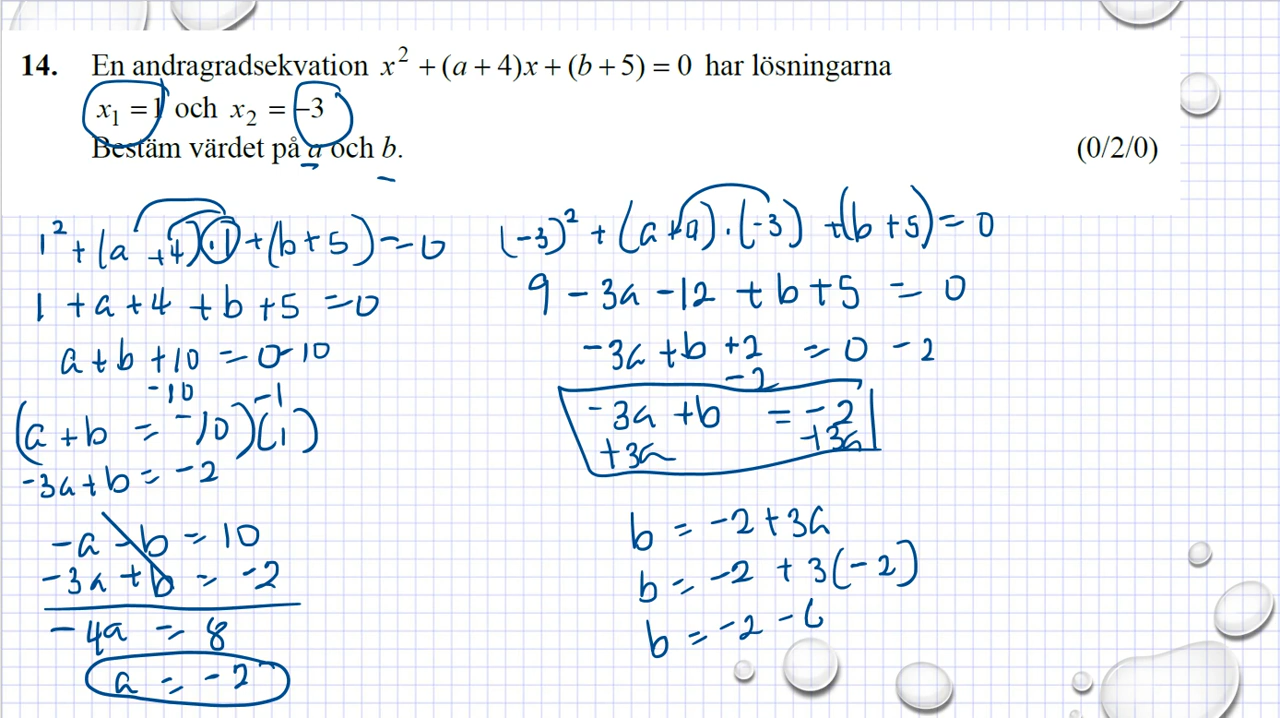 14. En andragradsekvation x² + (a + 4)x + (b + 5) = 0 har lösningarna
x₁ = 1 och x₂ = −3
Bestäm värdet på a och b. (0/2/0)
1² + (a + 4)(·1) + (b + 5) = 0
1 + a + 4 + b + 5 = 0
a + b + 10 = 0 -10
-10
(a + b = -10)(-1)
-3a + b = -2
-a - b = 10
-3a + b = -2
-4a = 8
a = -2
(-3)² + (a + 4) · (-3) + (b + 5) = 0
9 - 3a - 12 + b + 5 = 0
-3a + b + 2 = 0 - 2
-2
-3a + b = -2
+3a +3a
b = -2 + 3a
b = -2 + 3(-2)
b = -2 - 6